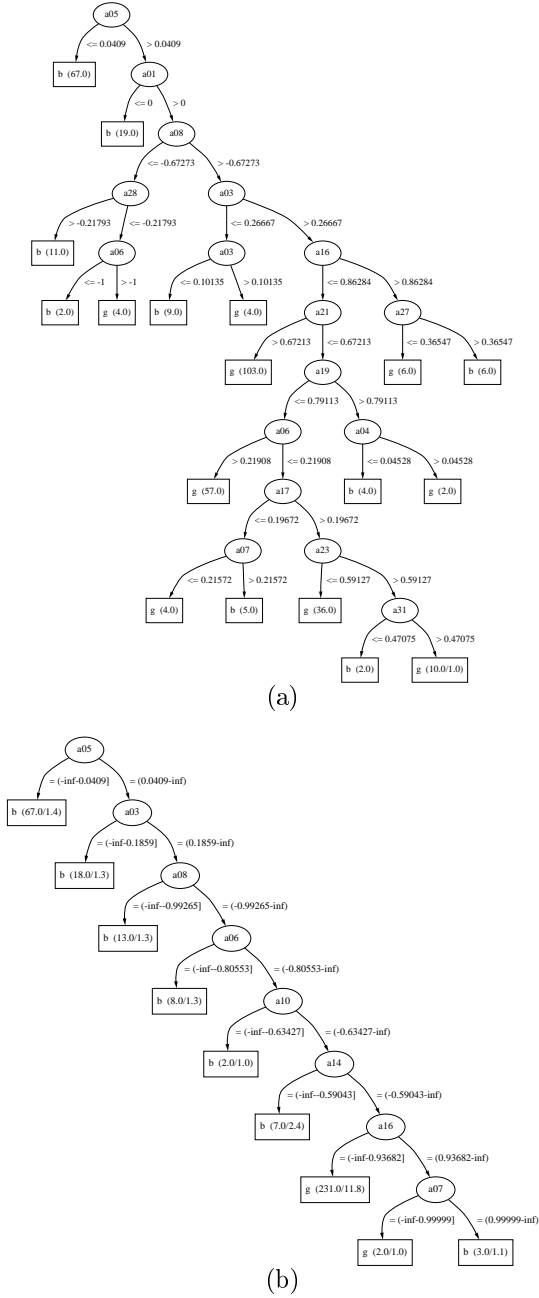 a05
<= 0.0409 > 0.0409
b (67.0) a01
<= 0 > 0
b (19.0) a08
<= -0.67273 > -0.67273
a28 a03
> -0.21793 <= -0.21793 <= 0.26667 > 0.26667
b (11.0) a06 a03 a16
<= -1 > -1 <= 0.10135 > 0.10135 <= 0.86284 > 0.86284
b (2.0) g (4.0) b (9.0) g (4.0) a21 a27
> 0.67213 <= 0.67213 <= 0.36547 > 0.36547
g (103.0) a19 g (6.0) b (6.0)
<= 0.79113 > 0.79113
a06 a04
> 0.21908 <= 0.21908 <= 0.04528 > 0.04528
g (57.0) a17 b (4.0) g (2.0)
<= 0.19672 > 0.19672
a07 a23
<= 0.21572 > 0.21572 <= 0.59127 > 0.59127
g (4.0) b (5.0) g (36.0) a31
<= 0.47075 > 0.47075
b (2.0) g (10.0/1.0)
(a)
a05
= (-inf-0.0409] = (0.0409-inf)
b (67.0/1.4) a03
= (-inf-0.1859] = (0.1859-inf)
b (18.0/1.3) a08
= (-inf--0.99265] = (-0.99265-inf)
b (13.0/1.3) a06
= (-inf--0.80553] = (-0.80553-inf)
b (8.0/1.3) a10
= (-inf--0.63427] = (-0.63427-inf)
b (2.0/1.0) a14
= (-inf--0.59043] = (-0.59043-inf)
b (7.0/2.4) a16
= (-inf-0.93682] = (0.93682-inf)
g (231.0/11.8) a07
= (-inf-0.99999] = (0.99999-inf)
g (2.0/1.0) b (3.0/1.1)
(b)